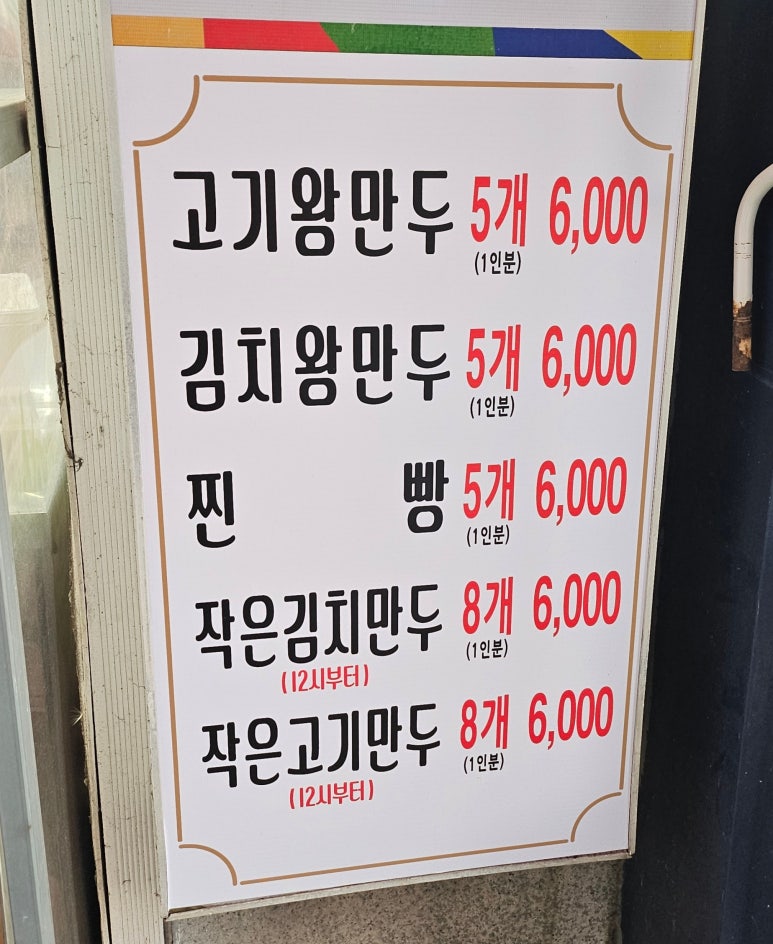 고기왕만두 5개 6,000
(1인분)
김치왕만두 5개 6,000
(1인분)
찐 빵 5개 6,000
(1인분)
작은김치만두 8개 6,000
(12시부터) (1인분)
작은고기만두 8개 6,000
(12시부터) (1인분)